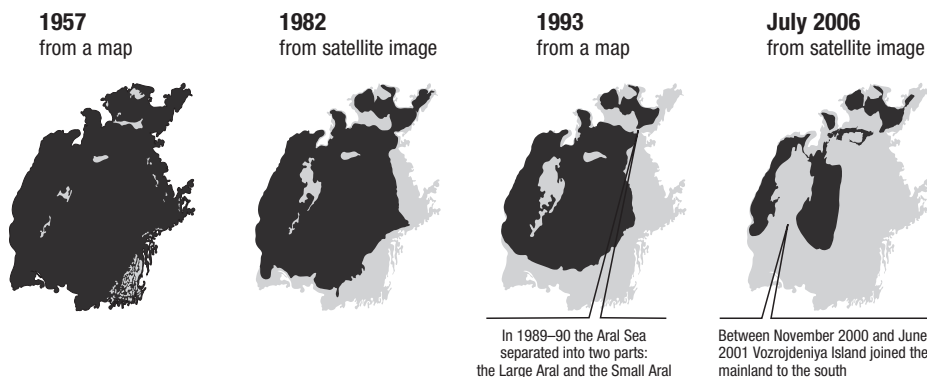 1957
from a map
1982
from satellite image
1993
from a map
July 2006
from satellite image
In 1989–90 the Aral Sea
separated into two parts:
the Large Aral and the Small Aral
Between November 2000 and June
2001 Vozrojdeniya Island joined the
mainland to the south